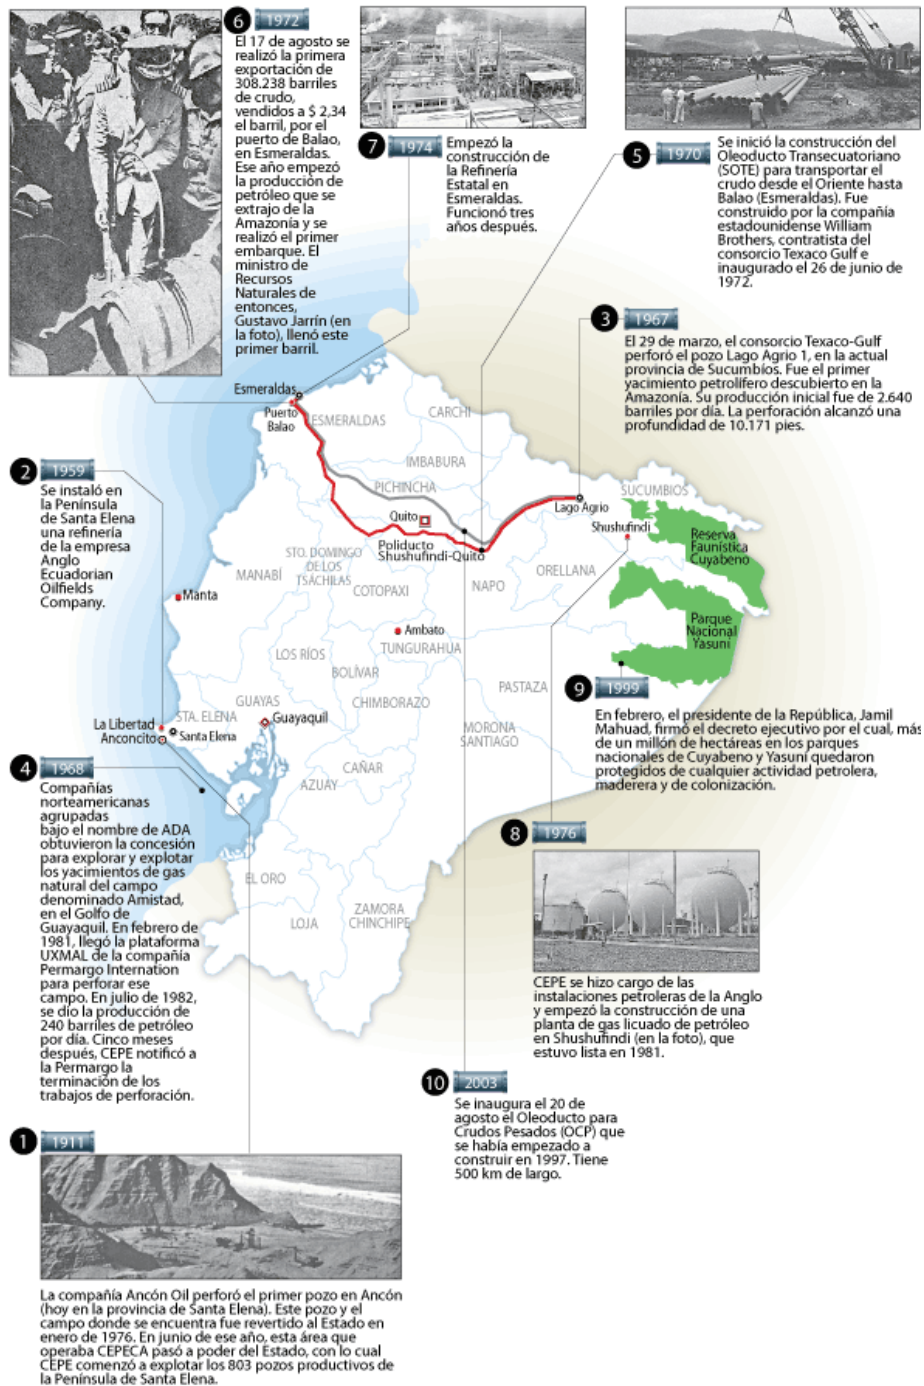 6 1972
El 17 de agosto se
realizó la primera
exportación de
308.238 barriles
de crudo,
vendidos a $ 2,34
el barril, por el
puerto de Balao,
en Esmeraldas.
Ese año empezó
la producción de
petróleo que se
extrajo de la
Amazonía y se
realizó el primer
embarque. El
ministro de
Recursos
Naturales de
entonces,
Gustavo Jarrín (en
la foto), llenó este
primer barril.
7 1974
Empezó la
construcción de
la Refinería
Estatal en
Esmeraldas.
Funcionó tres
años después.
5 1970
Se inició la construcción del
Oleoducto Transecuatoriano
(SOTE) para transportar el
crudo desde el Oriente hasta
Balao (Esmeraldas). Fue
construido por la compañía
estadounidense William
Brothers, contratista del
consorcio Texaco Gulf e
inaugurado el 26 de junio de
1972.
3 1967
El 29 de marzo, el consorcio Texaco-Gulf
perforó el pozo Lago Agrio 1, en la actual
provincia de Sucumbíos. Fue el primer
yacimiento petrolífero descubierto en la
Amazonía. Su producción inicial fue de 2.640
barriles por día. La perforación alcanzó una
profundidad de 10.171 pies.
Esmeraldas
Puerto
Balao
ESMERALDAS
CARCHI
IMBABURA
PICHINCHA
Quito
Poliducto
Shushufindi-Quito
Lago Agrio
SUCUMBIOS
Shushufindi
Reserva
Faunística
Cuyabeno
2 1959
Se instaló en
la Península
de Santa Elena
una refinería
de la empresa
Anglo
Ecuadorian
Oilfields
Company.
STO. DOMINGO
DE LOS
TSÁCHILAS
MANABÍ
COTOPAXI
NAPO
ORELLANA
Manta
Ambato
TUNGURAHUA
Parque
Nacional
Yasuní
LOS RÍOS
BOLÍVAR
CHIMBORAZO
PASTAZA
GUAYAS
STA. ELENA
La Libertad
Anconcito
Santa Elena
Guayaquil
MORONA
SANTIAGO
CAÑAR
AZUAY
EL ORO
LOJA
ZAMORA
CHINCHIPE
9 1999
En febrero, el presidente de la República, Jamil
Mahuad, firmó el decreto ejecutivo por el cual, más
de un millón de hectáreas en los parques
nacionales de Cuyabeno y Yasuní quedaron
protegidos de cualquier actividad petrolera,
maderera y de colonización.
4 1968
Compañías
norteamericanas
agrupadas
bajo el nombre de ADA
obtuvieron la concesión
para explorar y explotar
los yacimientos de gas
natural del campo
denominado Amistad,
en el Golfo de
Guayaquil. En febrero de
1981, llegó la plataforma
UXMAL de la compañía
Permargo Internation
para perforar ese
campo. En julio de 1982,
se dio la producción de
240 barriles de petróleo
por día. Cinco meses
después, CEPE notificó a
la Permargo la
terminación de los
trabajos de perforación.
8 1976
CEPE se hizo cargo de las
instalaciones petroleras de la Anglo
y empezó la construcción de una
planta de gas licuado de petróleo
en Shushufindi (en la foto), que
estuvo lista en 1981.
10 2003
Se inaugura el 20 de
agosto el Oleoducto para
Crudos Pesados (OCP) que
se había empezado a
construir en 1997. Tiene
500 km de largo.
1 1911
La compañía Ancón Oil perforó el primer pozo en Ancón
(hoy en la provincia de Santa Elena). Este pozo y el
campo donde se encuentra fue revertido al Estado en
enero de 1976. En junio de ese año, esta área que
operaba CEPECA pasó a poder del Estado, con lo cual
CEPE comenzó a explotar los 803 pozos productivos de
la Península de Santa Elena.